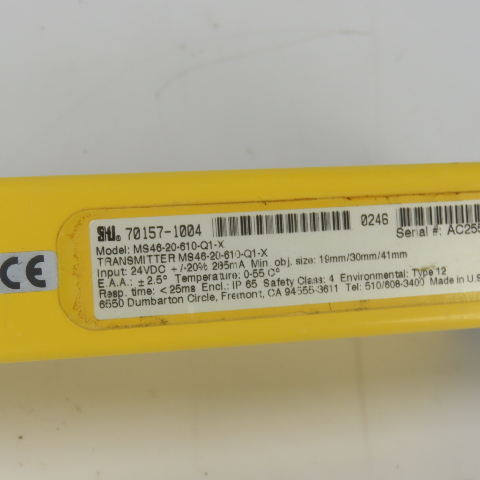 CE
STI. 70157-1004 0246 Serial #: AC255
Model: MS46-20-610-Q1-X
TRANSMITTER MS46-20-610-Q1-X
Input: 24VDC +/-20% 285mA Min. obj. size: 19mm/30mm/41mm
E.A.A.: ±2.5° Temperature: 0-55 C°
Resp. time: <25ms Encl.: IP 65 Safety Class: 4 Environmental: Type 12
6550 Dumbarton Circle, Fremont, CA 94555-3611 Tel: 510/608-3400 Made in U.S